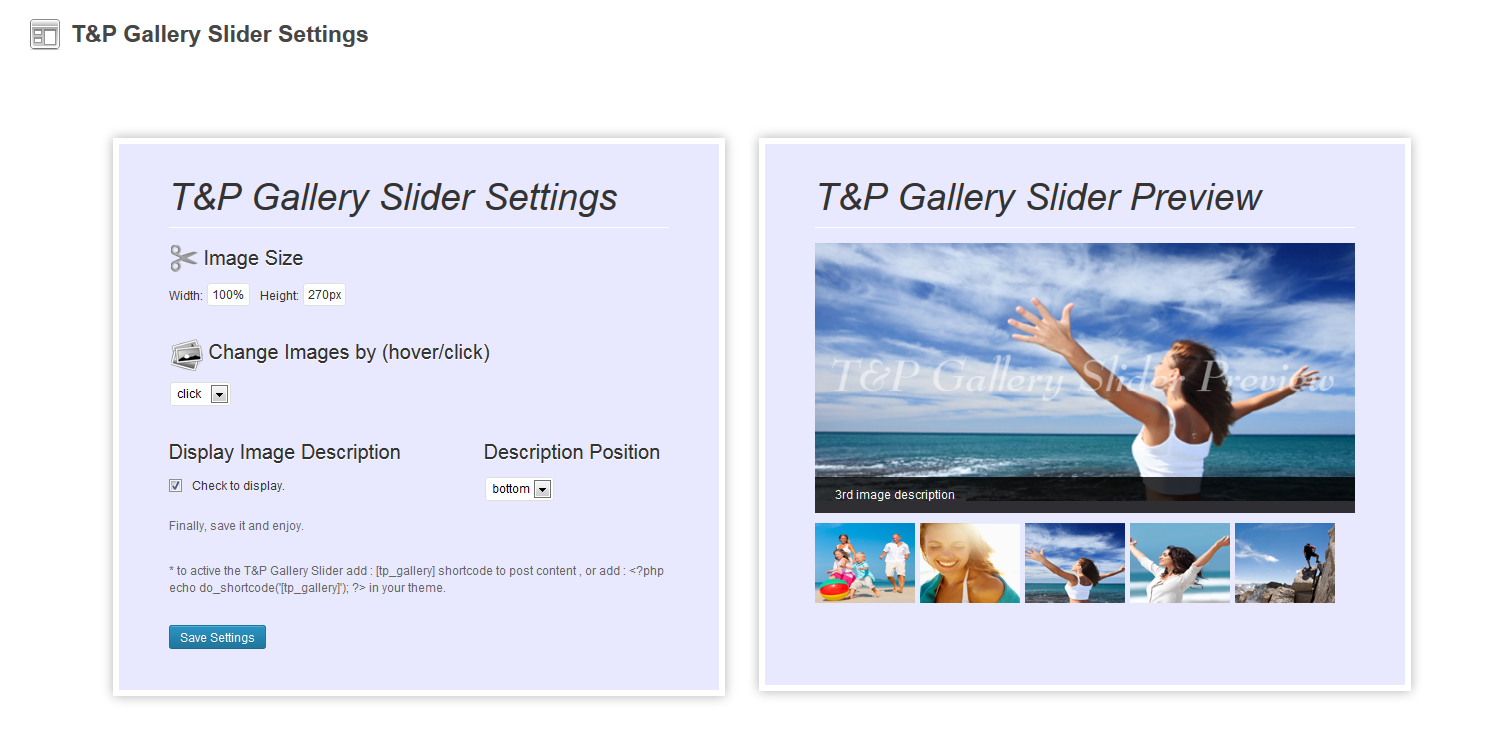 T&P Gallery Slider Settings
T&P Gallery Slider Settings
Image Size
Width: 100% Height: 270px
Change Images by (hover/click)
click
Display Image Description
Check to display.
Description Position
bottom
Finally, save it and enjoy.
* to active the T&P Gallery Slider add : [tp_gallery] shortcode to post content , or add : <?php
echo do_shortcode('[tp_gallery]'); ?> in your theme.
Save Settings
T&P Gallery Slider Preview
T&P Gallery Slider Preview
3rd image description